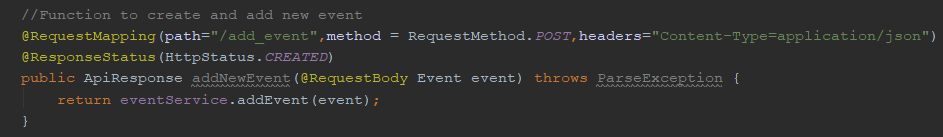 //Function to create and add new event
@RequestMapping(path="/add_event",method = RequestMethod.POST,headers="Content-Type=application/json")
@ResponseStatus(HttpStatus.CREATED)
public ApiResponse addNewEvent(@RequestBody Event event) throws ParseException {
return eventService.addEvent(event);
}